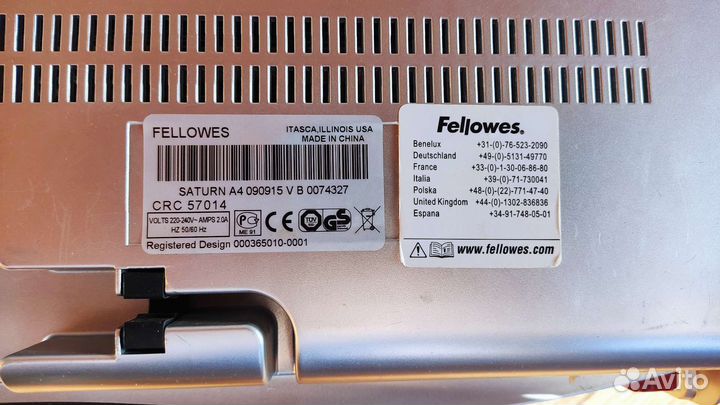 FELLOWES
ITASCA,ILLINOIS USA
MADE IN CHINA
SATURN A4 090915 V B 0074327
CRC 57014
VOLTS 220-240V~ AMPS 2.0A
HZ 50/60 Hz
ME 91
Registered Design 000365010-0001
Fellowes.
Benelux +31-(0)-76-523-2090
Deutschland +49-(0)-5131-49770
France +33-(0)-1-30-06-86-80
Italia +39-(0)-71-730041
Polska +48-(0)-(22)-771-47-40
United Kingdom +44-(0)-1302-836836
Espana +34-91-748-05-01
www.fellowes.com
Avito